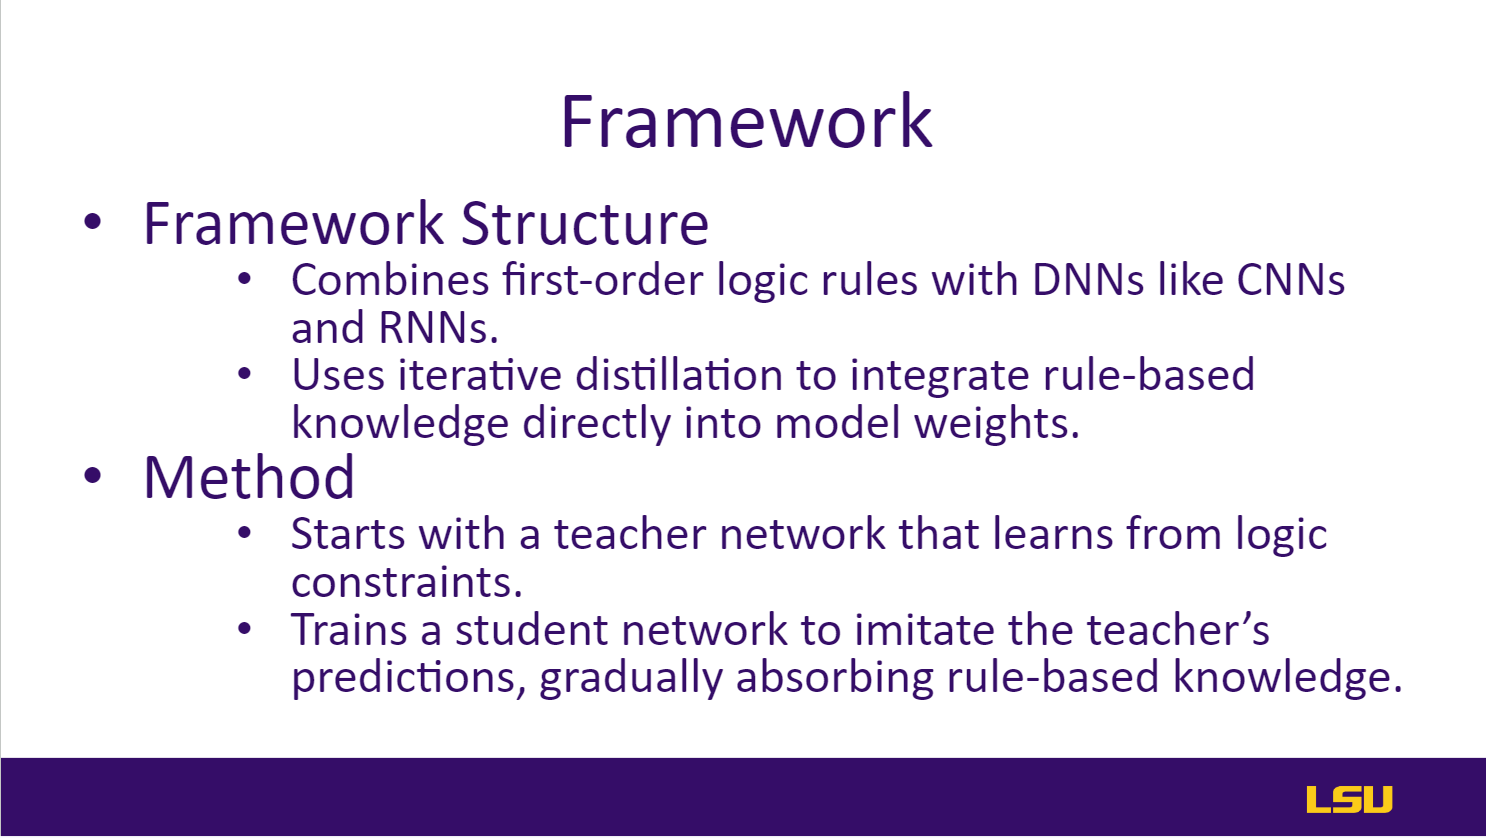 Framework
• Framework Structure
• Combines first-order logic rules with DNNs like CNNs
and RNNs.
• Uses iterative distillation to integrate rule-based
knowledge directly into model weights.
• Method
• Starts with a teacher network that learns from logic
constraints.
• Trains a student network to imitate the teacher’s
predictions, gradually absorbing rule-based knowledge.
LSU